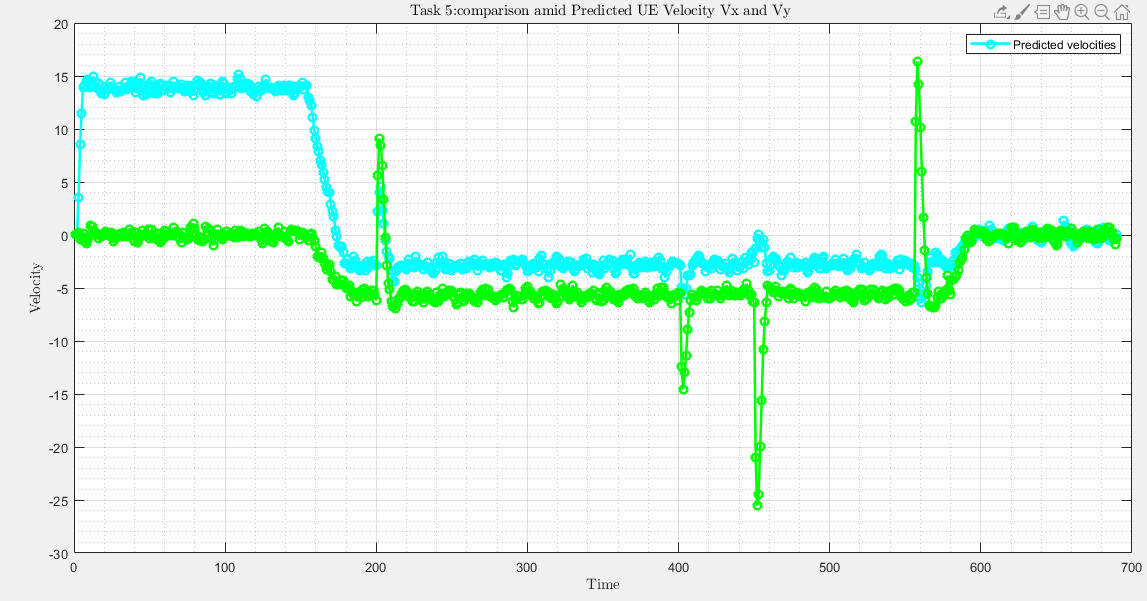 Task 5:comparison amid Predicted UE Velocity Vx and Vy
Predicted velocities
20
15
10
5
0
-5
-10
-15
-20
-25
-30
Velocity
0 100 200 300 400 500 600 700
Time